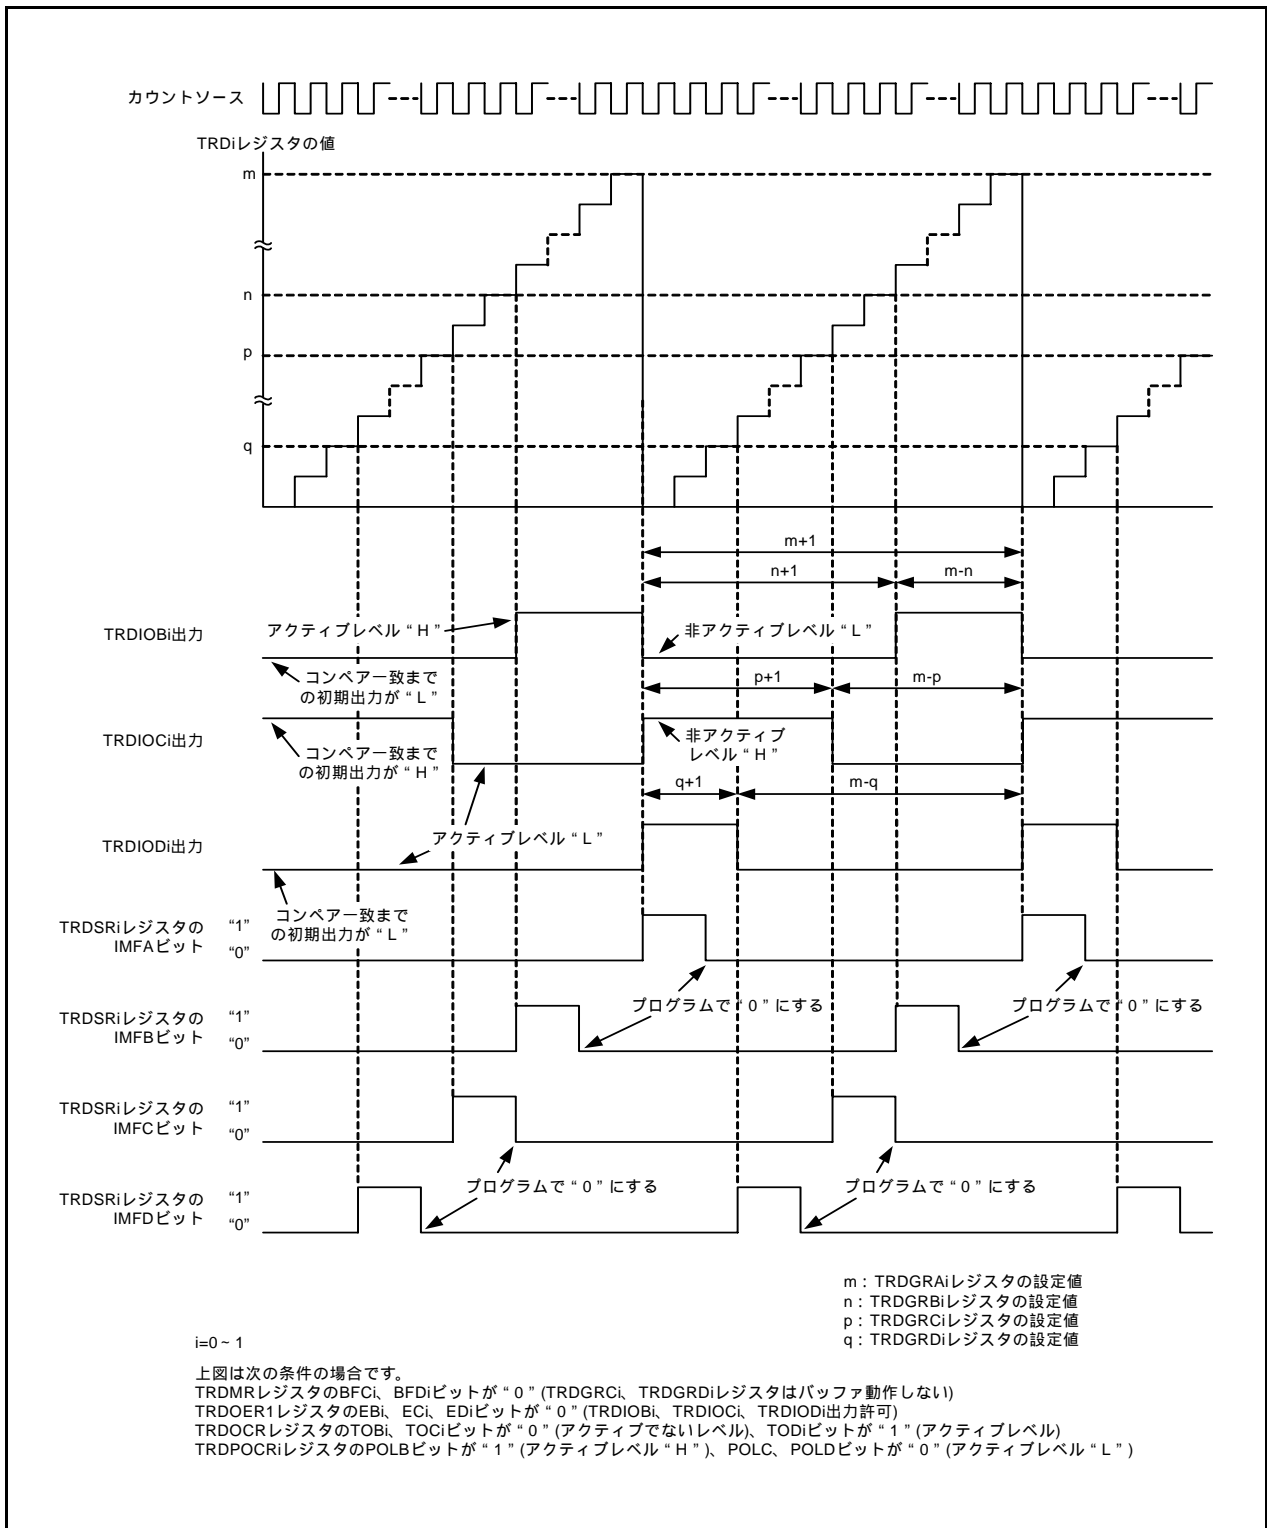 カウントソース
TRDiレジスタの値
m
n
p
q
m+1
n+1
m-n
TRDIOBi出力
アクティブレベル“H”
非アクティブレベル“L”
コンペア一致まで
の初期出力が“L”
p+1
m-p
TRDIOCi出力
コンペア一致まで
の初期出力が“H”
非アクティブ
レベル“H”
q+1
m-q
アクティブレベル“L”
TRDIODi出力
コンペア一致まで
の初期出力が“L”
TRDSRiレジスタの
IMFAビット
“1”
“0”
プログラムで“0”にする
プログラムで“0”にする
TRDSRiレジスタの
IMFBビット
“1”
“0”
TRDSRiレジスタの
IMFCビット
“1”
“0”
プログラムで“0”にする
プログラムで“0”にする
TRDSRiレジスタの
IMFDビット
“1”
“0”
m：TRDGRAiレジスタの設定値
n：TRDGRBiレジスタの設定値
p：TRDGRCiレジスタの設定値
q：TRDGRDiレジスタの設定値
i=0～1
上図は次の条件の場合です。
TRDMRレジスタのBFCi、BFDiビットが“0”(TRDGRCi、TRDGRDiレジスタはバッファ動作しない)
TRDOER1レジスタのEBi、ECi、EDiビットが“0”(TRDIOBi、TRDIOCi、TRDIODi出力許可)
TRDOCRレジスタのTOBi、TOCiビットが“0”(アクティブでないレベル)、TODiビットが“1”(アクティブレベル)
TRDPOCRiレジスタのPOLBビットが“1”(アクティブレベル“H”)、POLC、POLDビットが“0”(アクティブレベル“L”)